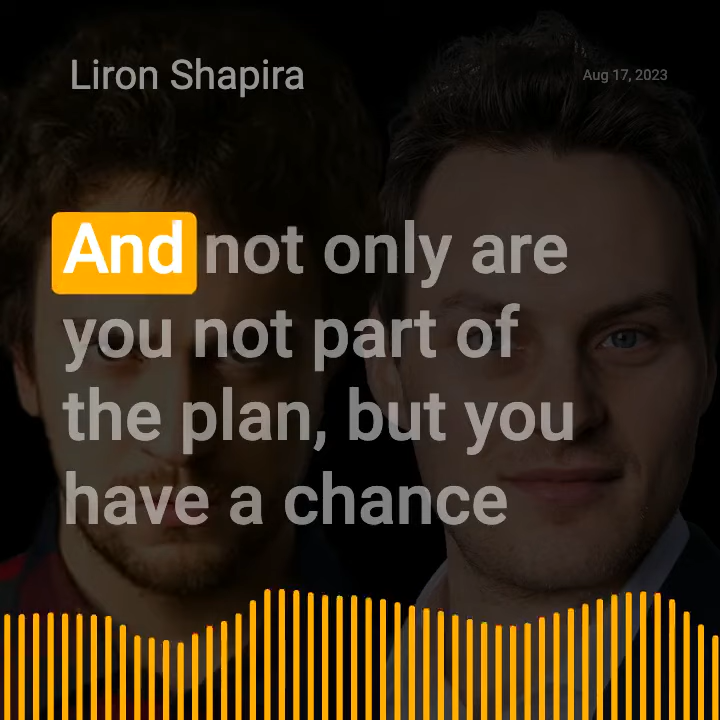 Liron Shapira
Aug 17, 2023
And not only are
you not part of
the plan, but you
have a chance